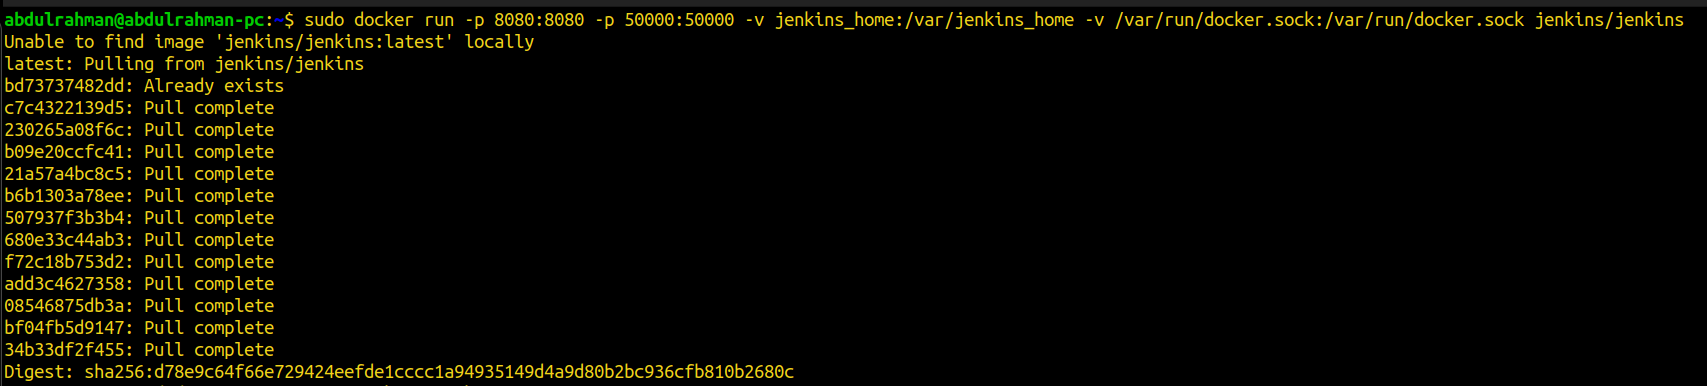 abdulrahman@abdulrahman-pc:~$ sudo docker run -p 8080:8080 -p 50000:50000 -v jenkins_home:/var/jenkins_home -v /var/run/docker.sock:/var/run/docker.sock jenkins/jenkins
Unable to find image 'jenkins/jenkins:latest' locally
latest: Pulling from jenkins/jenkins
bd73737482dd: Already exists
c7c4322139d5: Pull complete
230265a08f6c: Pull complete
b09e20ccfc41: Pull complete
21a57a4bc8c5: Pull complete
b6b1303a78ee: Pull complete
507937f3b3b4: Pull complete
680e33c44ab3: Pull complete
f72c18b753d2: Pull complete
add3c4627358: Pull complete
08546875db3a: Pull complete
bf04fb5d9147: Pull complete
34b33df2f455: Pull complete
Digest: sha256:d78e9c64f66e729424eefde1cccc1a94935149d4a9d80b2bc936cfb810b2680c